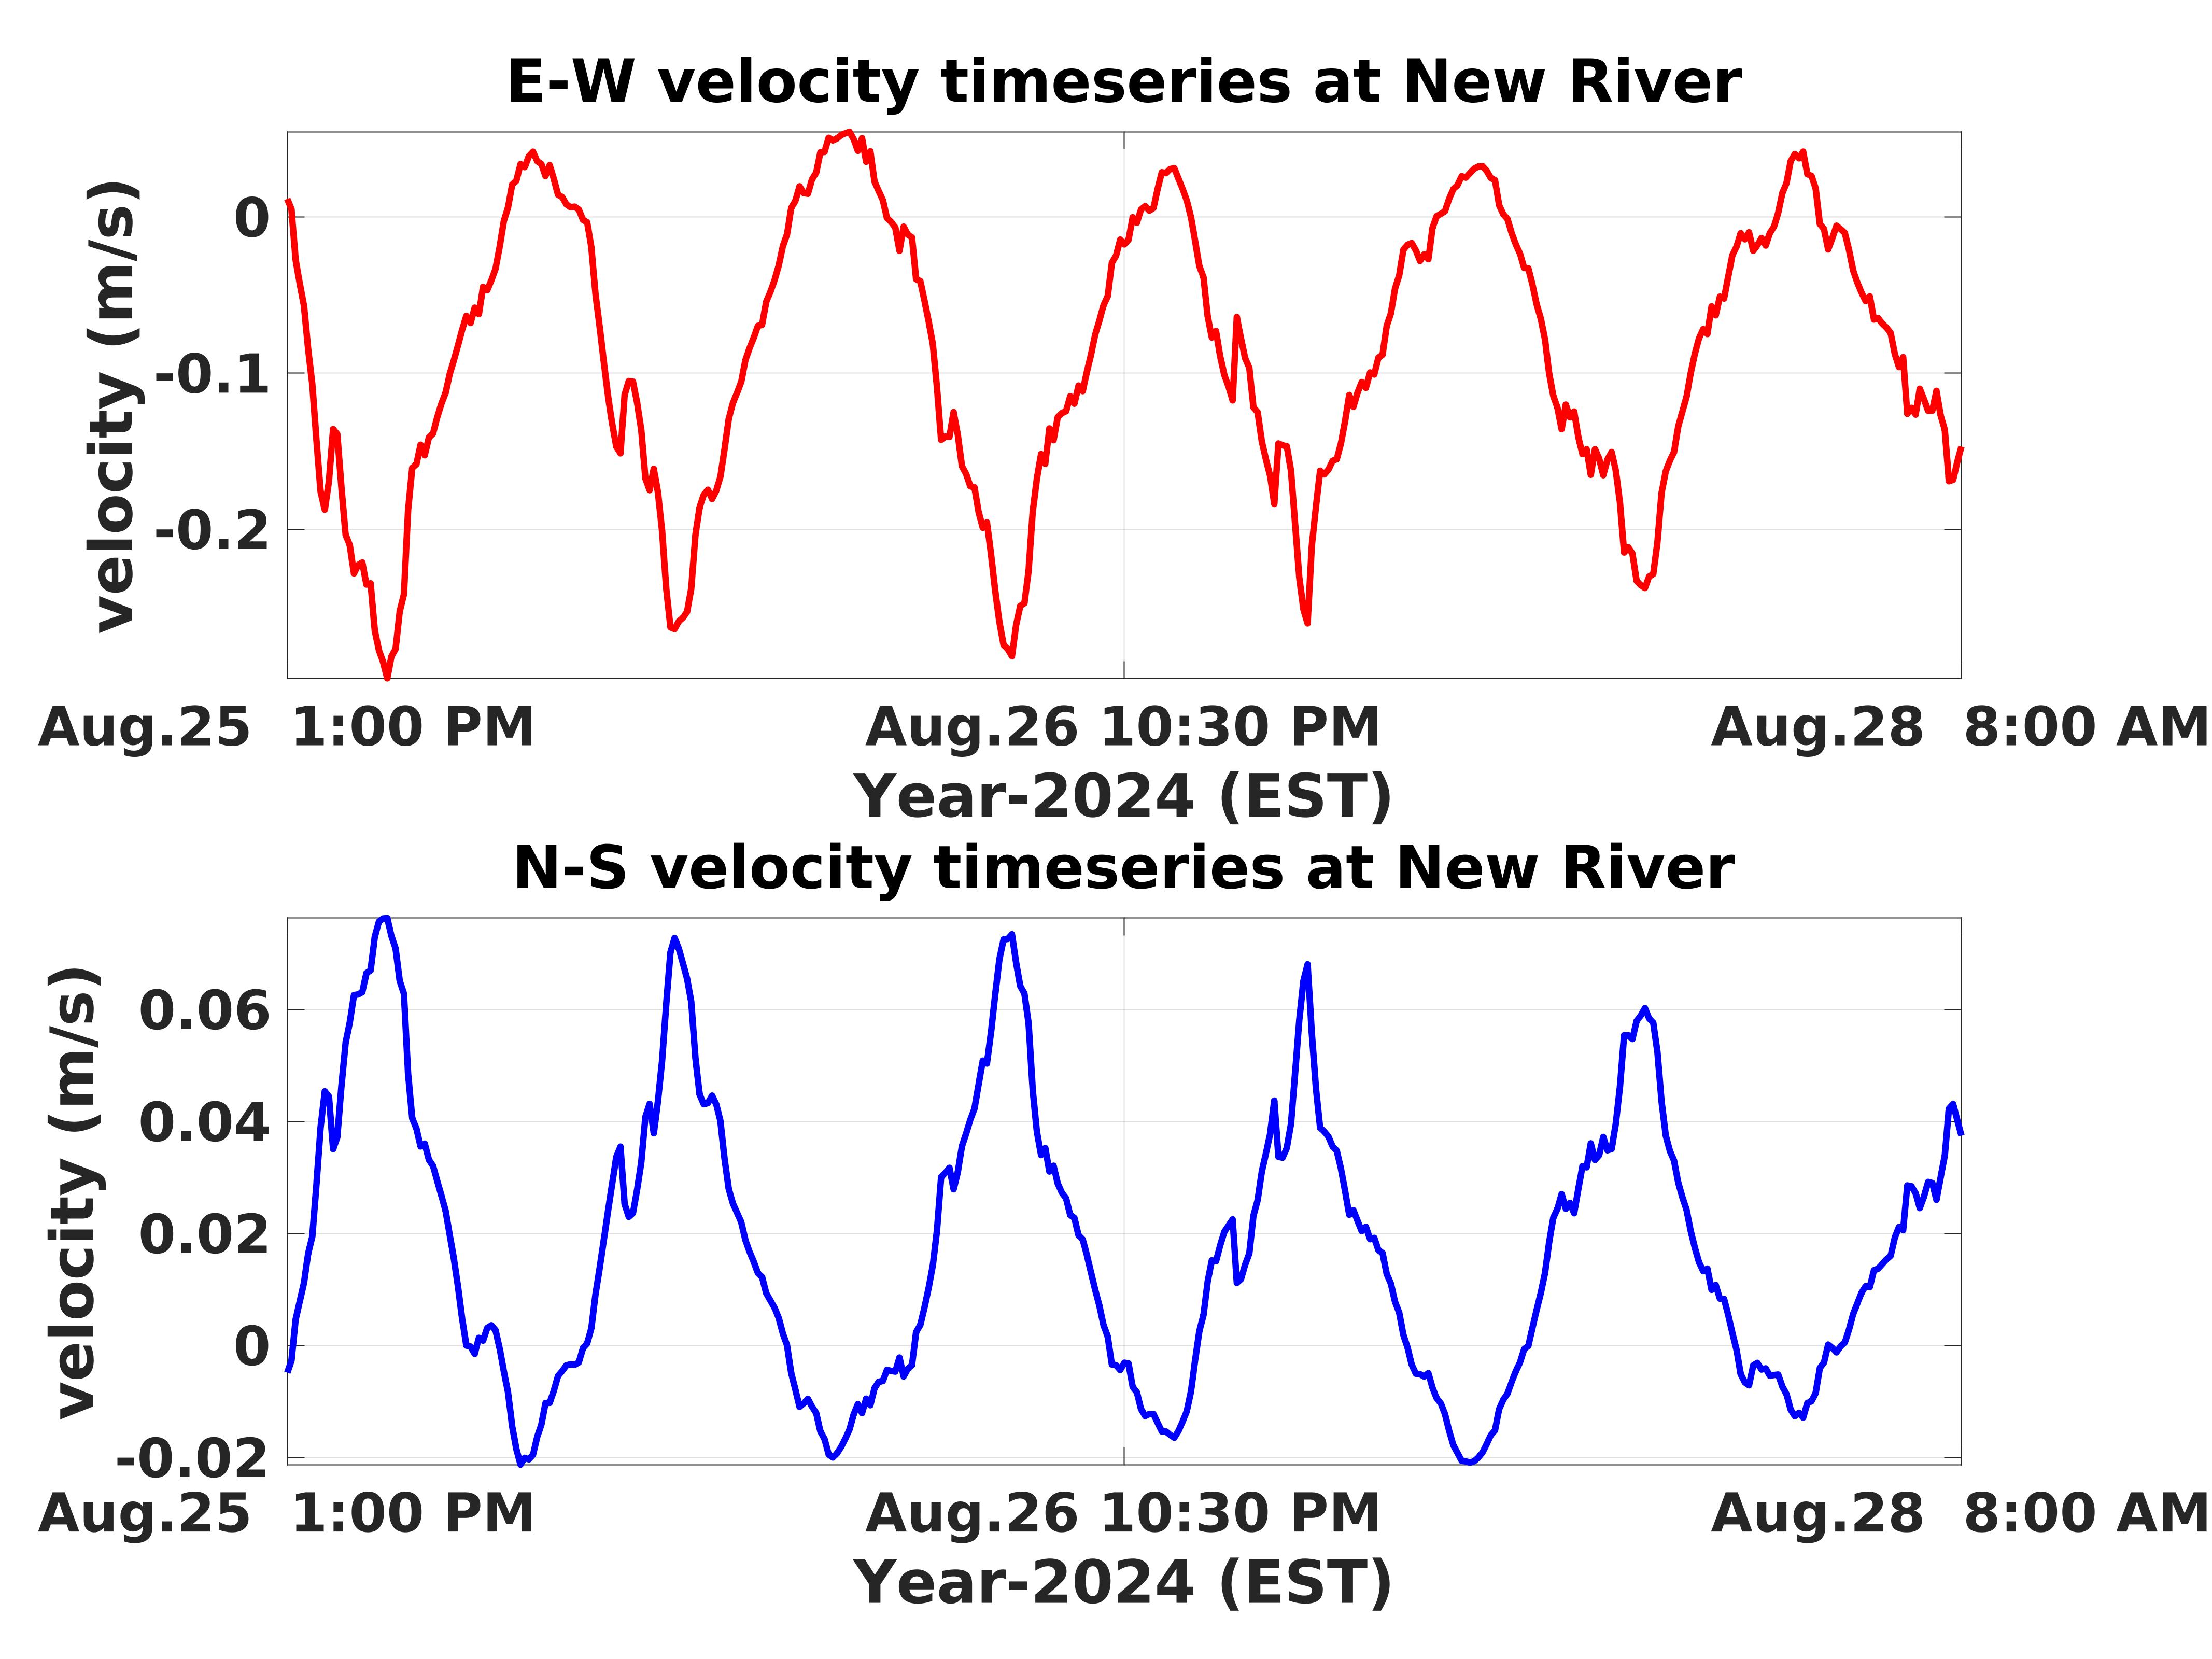 E-W velocity timeseries at New River
velocity (m/s)
0
-0.1
-0.2
Aug.25  1:00 PM
Aug.26 10:30 PM
Aug.28  8:00 AM
Year-2024 (EST)
N-S velocity timeseries at New River
velocity (m/s)
0.06
0.04
0.02
0
-0.02
Aug.25  1:00 PM
Aug.26 10:30 PM
Aug.28  8:00 AM
Year-2024 (EST)